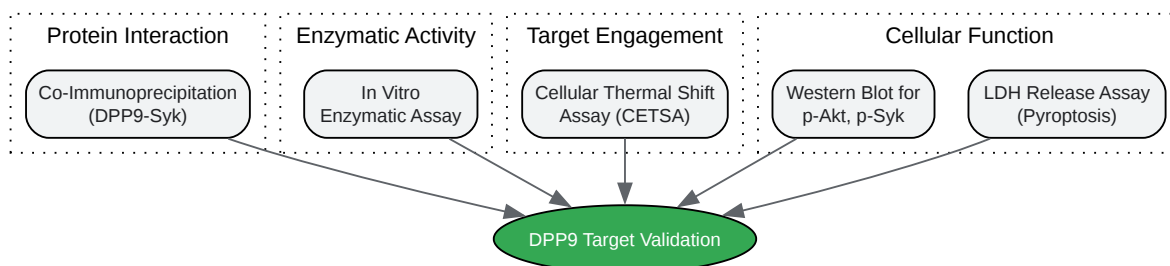 Protein Interaction
Enzymatic Activity
Target Engagement
Cellular Function
Co-Immunoprecipitation
(DPP9-Syk)
In Vitro
Enzymatic Assay
Cellular Thermal Shift
Assay (CETSA)
Western Blot for
p-Akt, p-Syk
LDH Release Assay
(Pyroptosis)
DPP9 Target Validation